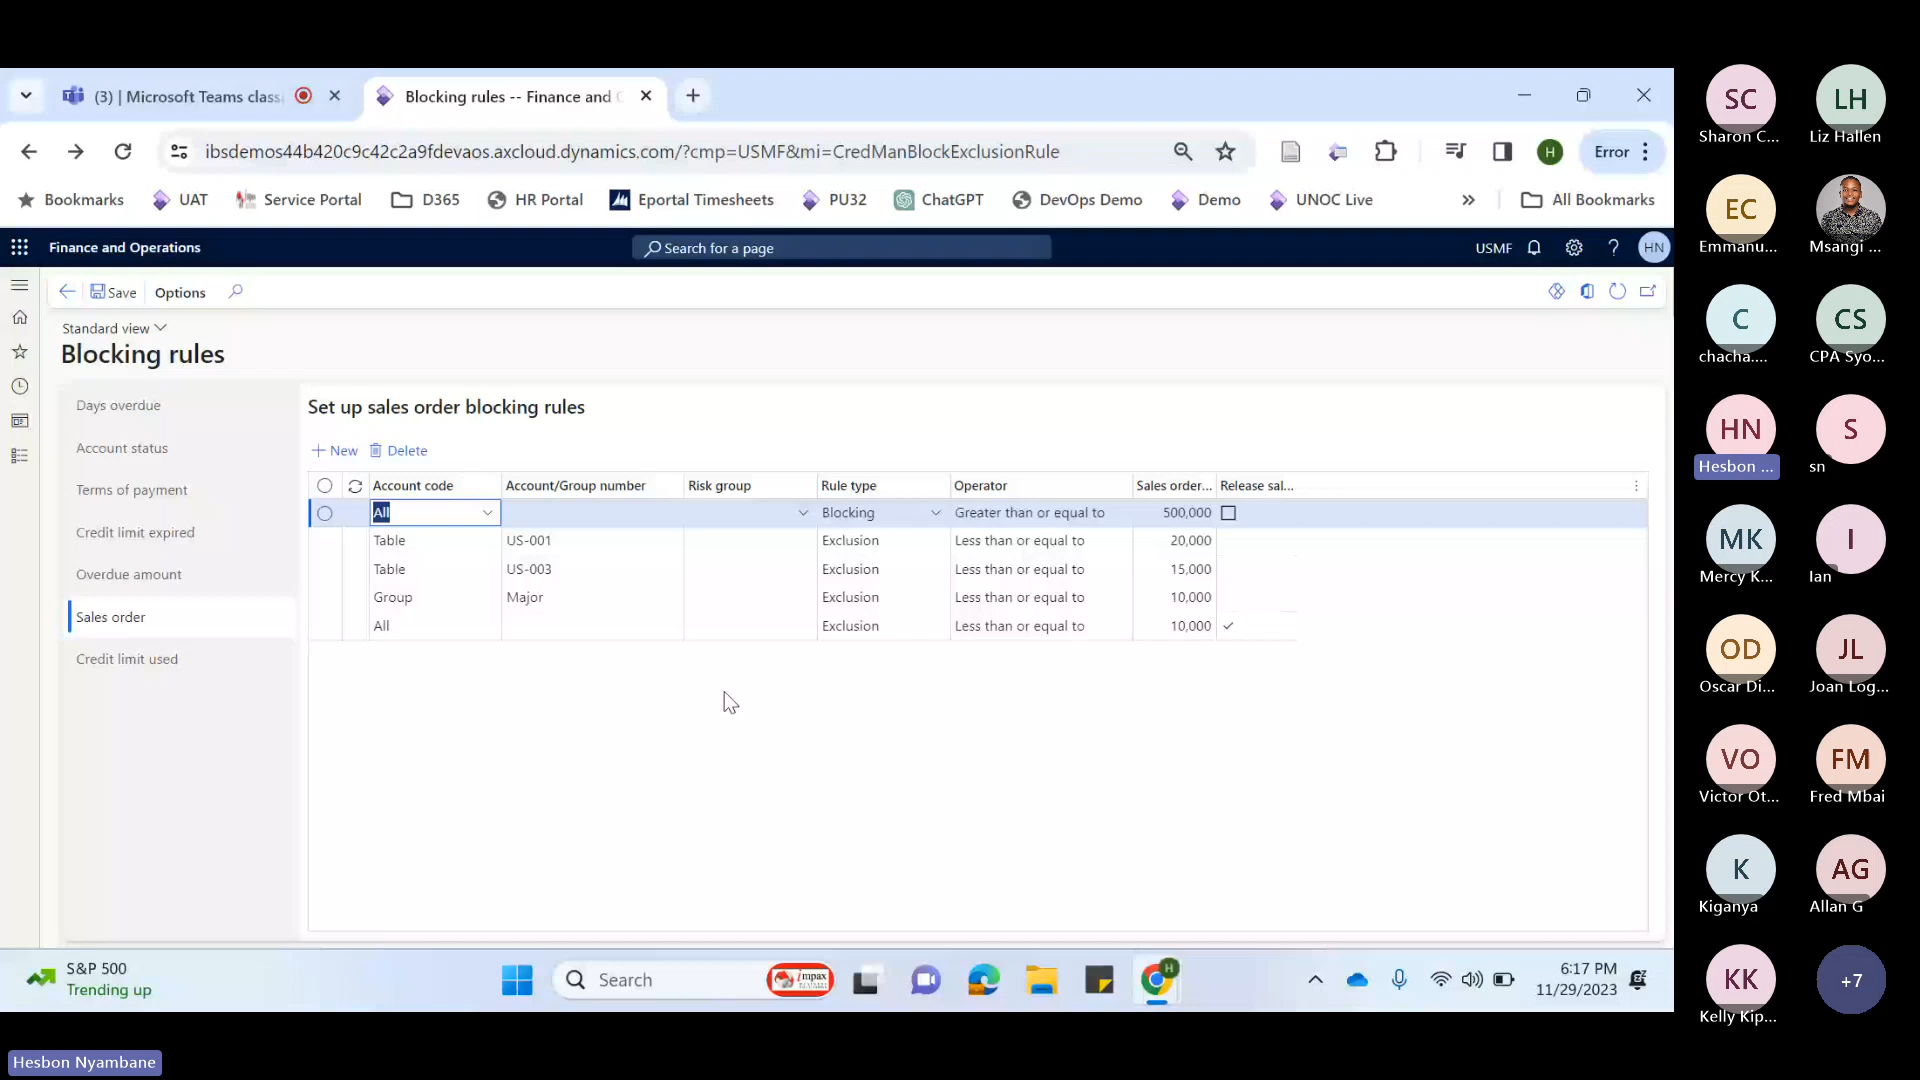 (3) | Microsoft Teams class
Blocking rules -- Finance and
ibsdemos44b420c9c42c2a9fdevaos.axcloud.dynamics.com/?cmp=USMF&mi=CredManBlockExclusionRule
H
Error
Bookmarks
UAT
Service Portal
D365
HR Portal
Eportal Timesheets
PU32
ChatGPT
DevOps Demo
Demo
UNOC Live
All Bookmarks
Finance and Operations
Search for a page
USMF
HN
Save
Options
Standard view
Blocking rules
Days overdue
Account status
Terms of payment
Credit limit expired
Overdue amount
Sales order
Credit limit used
Set up sales order blocking rules
New
Delete
Account code Account/Group number Risk group Rule type Operator Sales order... Release sal...
All Blocking Greater than or equal to 500,000
Table US-001 Exclusion Less than or equal to 20,000
Table US-003 Exclusion Less than or equal to 15,000
Group Major Exclusion Less than or equal to 10,000
All Exclusion Less than or equal to 10,000
S&P 500
Trending up
Search
impax
H
6:17 PM
11/29/2023
SC
Sharon C...
LH
Liz Hallen
EC
Emmanu...
Msangi ...
C
chacha....
CS
CPA Syo...
HN
Hesbon ...
S
sn
MK
Mercy K...
I
Ian
OD
Oscar Di...
JL
Joan Log...
VO
Victor Ot...
FM
Fred Mbai
K
Kiganya
AG
Allan G
KK
Kelly Kip...
+7
Hesbon Nyambane